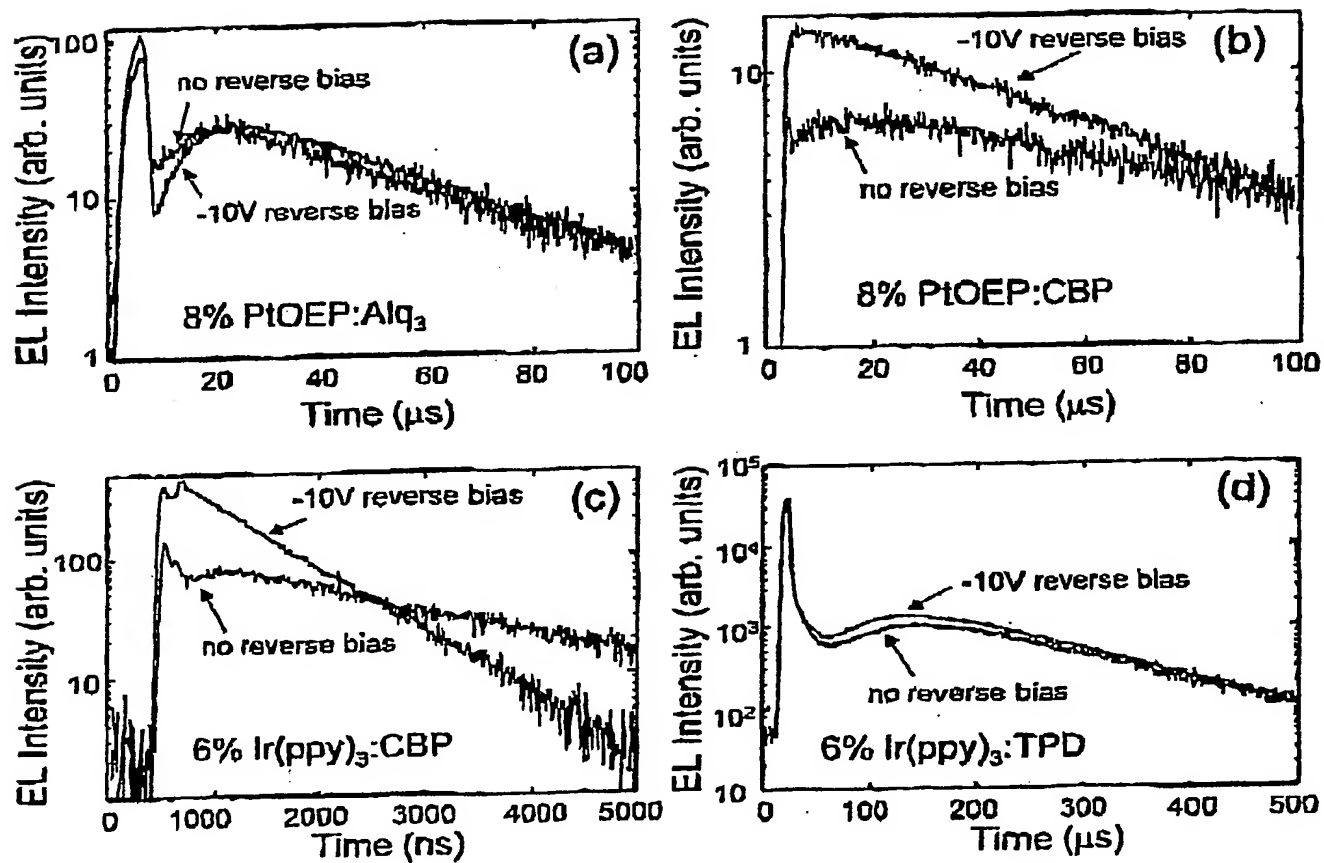 EL Intensity (arb. units)
100
10
1
(a)
no reverse bias
-10V reverse bias
8% PtOEP:Alq₃
0 20 40 60 80 100
Time (μs)
EL Intensity (arb. units)
10
1
(b)
-10V reverse bias
no reverse bias
8% PtOEP:CBP
0 20 40 60 80 100
Time (μs)
EL Intensity (arb. units)
100
10
(c)
-10V reverse bias
no reverse bias
6% Ir(ppy)₃:CBP
0 1000 2000 3000 4000 5000
Time (ns)
EL Intensity (arb. units)
10⁵
10⁴
10³
10²
10
(d)
-10V reverse bias
no reverse bias
6% Ir(ppy)₃:TPD
0 100 200 300 400 500
Time (μs)